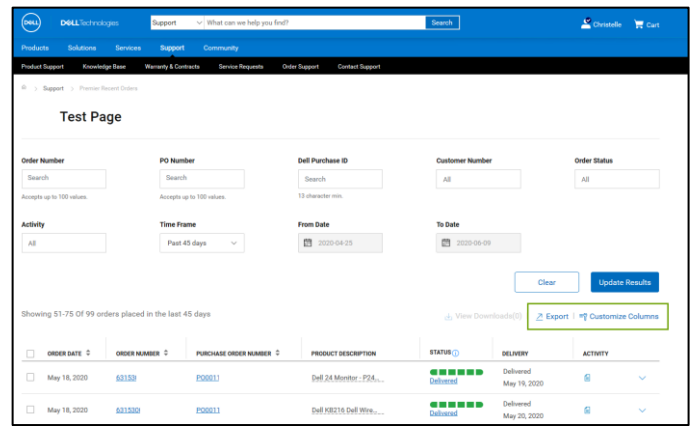 DELL DELLTechnologies Support What can we help you find? Search Christelle Cart
Products Solutions Services Support Community
Product Support Knowledge Base Warranty & Contracts Service Requests Order Support Contact Support
> Support > Premier Recent Orders
Test Page
Order Number PO Number Dell Purchase ID Customer Number Order Status
Search Search Search All All
Accepts up to 100 values. Accepts up to 100 values. 13 character min.
Activity Time Frame From Date To Date
All Past 45 days 2020-04-25 2020-06-09
Clear Update Results
Showing 51-75 Of 99 orders placed in the last 45 days View Downloads(0) Export | Customize Columns
ORDER DATE ORDER NUMBER PURCHASE ORDER NUMBER PRODUCT DESCRIPTION STATUS DELIVERY ACTIVITY
May 18, 2020 63153 PO0011 Dell 24 Monitor - P24... Delivered Delivered
May 19, 2020
May 18, 2020 631530 PO0011 Dell KB216 Dell Wire... Delivered Delivered
May 20, 2020